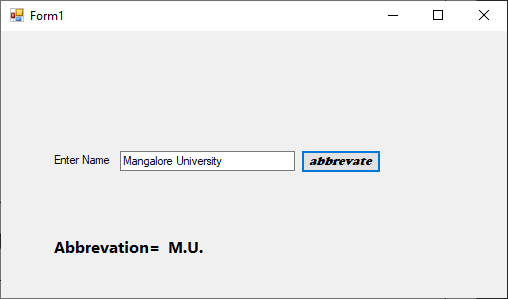 Form1
Enter Name Mangalore University abbrevate
Abbrevation= M.U.